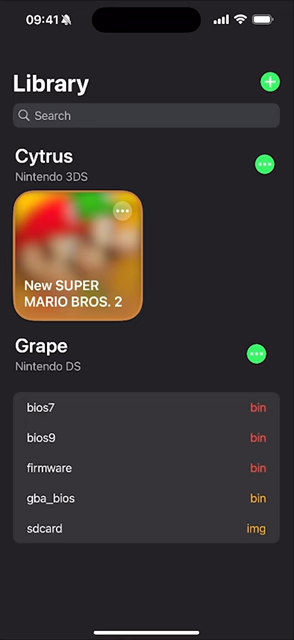 09:41
Library
Search
Cytrus
Nintendo 3DS
New SUPER
MARIO BROS. 2
Grape
Nintendo DS
bios7 bin
bios9 bin
firmware bin
gba_bios bin
sdcard img